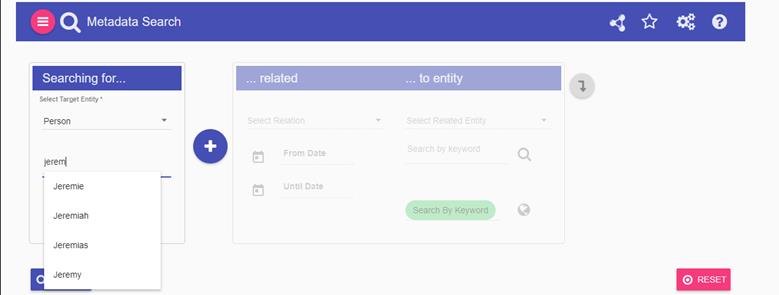 Metadata Search
Searching for...
... related
... to entity
Select Target Entity *
Person
Select Relation
Select Related Entity
jerem
From Date
Search by keyword
Until Date
Search By Keyword
Jeremie
Jeremiah
Jeremias
Jeremy
RESET